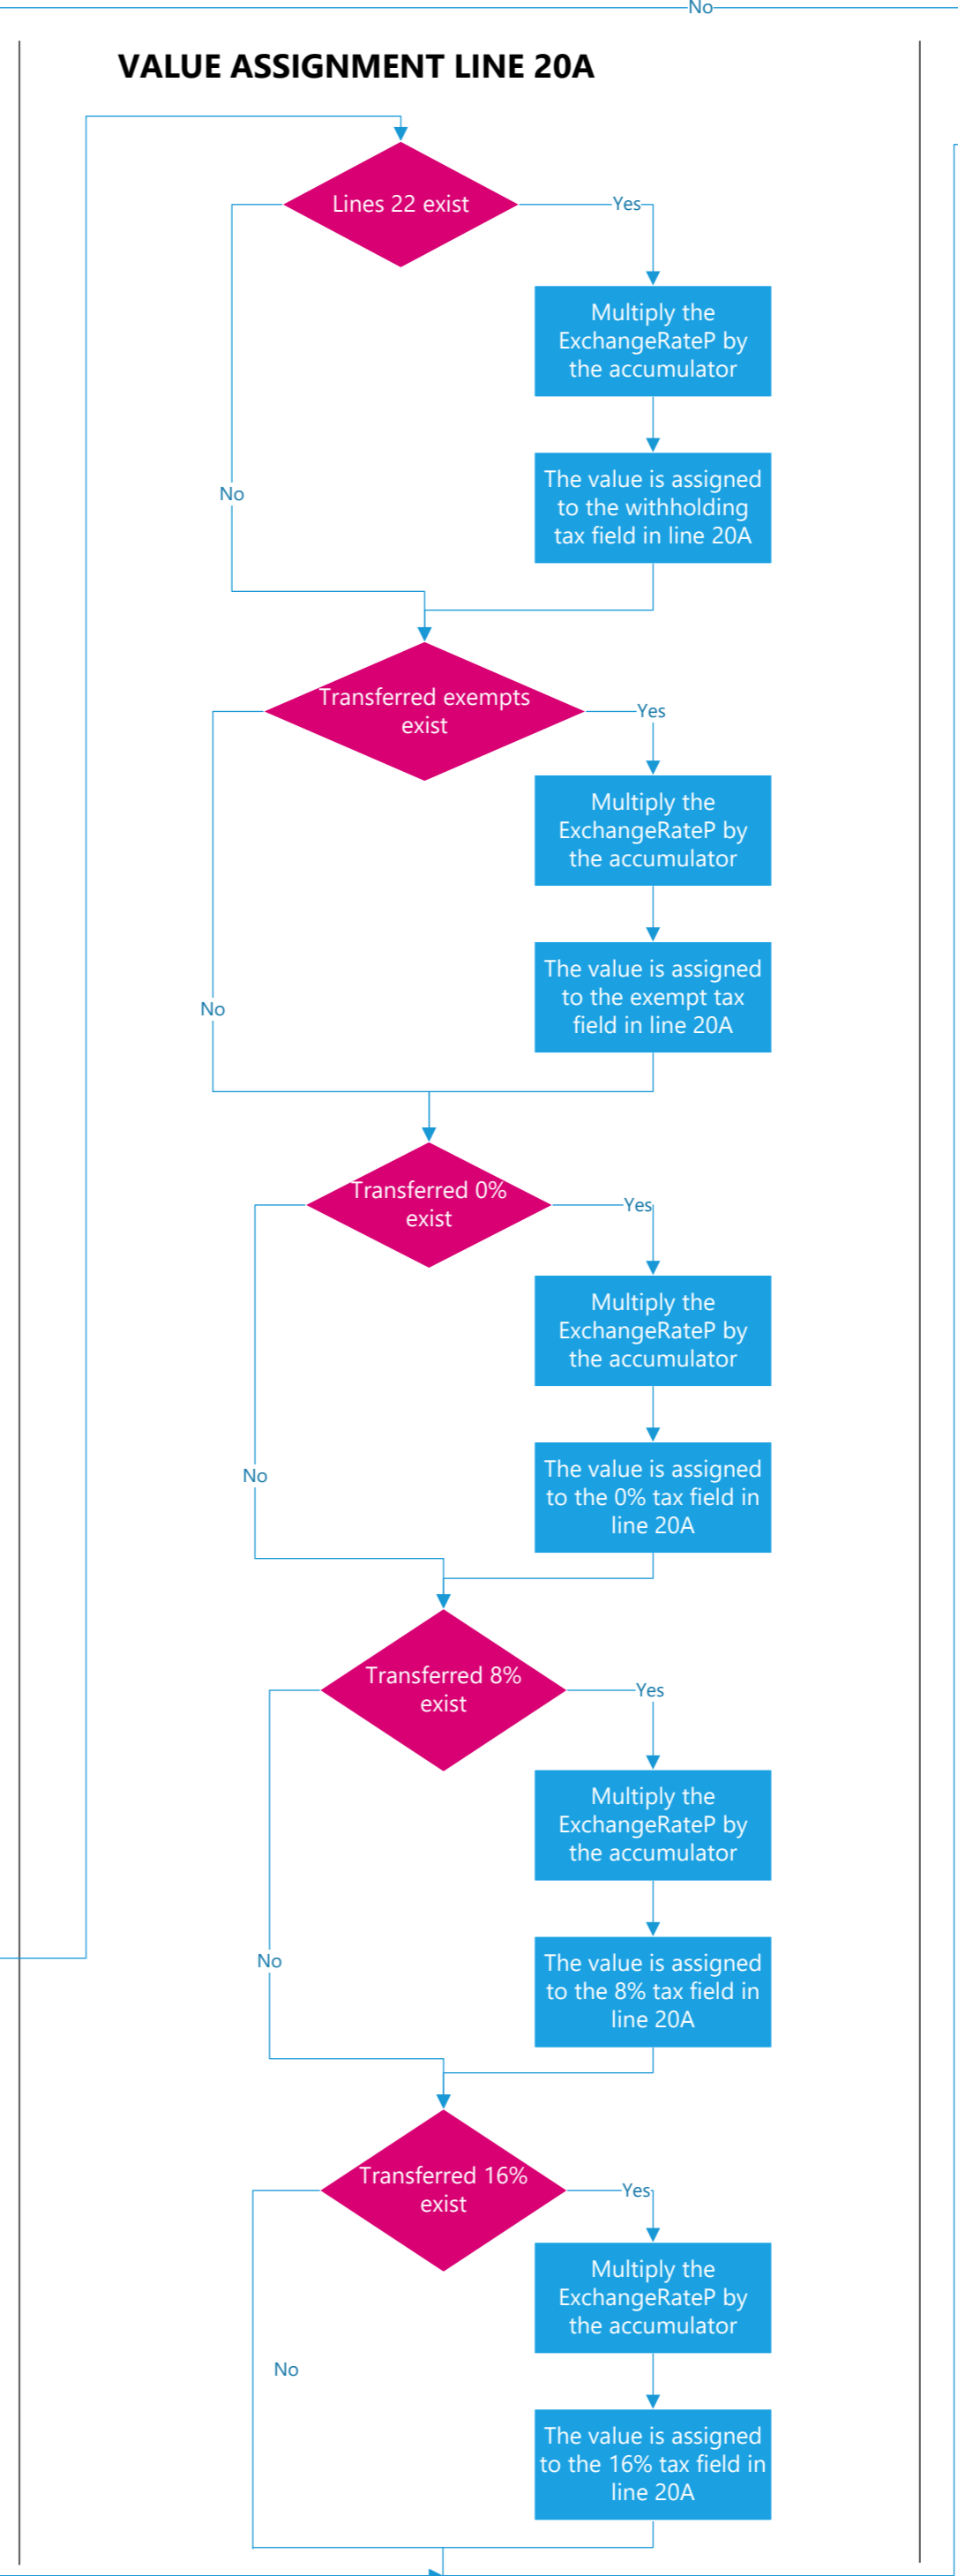 No
VALUE ASSIGNMENT LINE 20A
Lines 22 exist
Yes
Multiply the
ExchangeRateP by
the accumulator
The value is assigned
to the withholding
tax field in line 20A
No
Transferred exempts
exist
Yes
Multiply the
ExchangeRateP by
the accumulator
The value is assigned
to the exempt tax
field in line 20A
No
Transferred 0%
exist
Yes
Multiply the
ExchangeRateP by
the accumulator
The value is assigned
to the 0% tax field in
line 20A
No
Transferred 8%
exist
Yes
Multiply the
ExchangeRateP by
the accumulator
The value is assigned
to the 8% tax field in
line 20A
No
Transferred 16%
exist
Yes
Multiply the
ExchangeRateP by
the accumulator
No
The value is assigned
to the 16% tax field in
line 20A